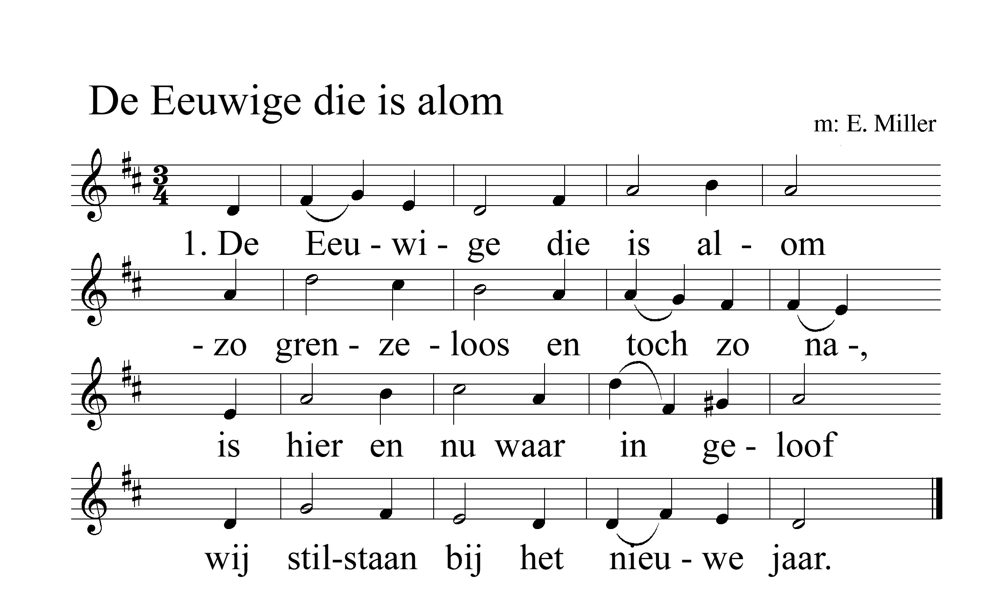 De Eeuwige die is alom
m: E. Miller
3
4
1. De Eeu - wi - ge die is al - om
- zo gren - ze - loos en toch zo na -,
is hier en nu waar in ge - loof
wij stil-staan bij het nieu - we jaar.